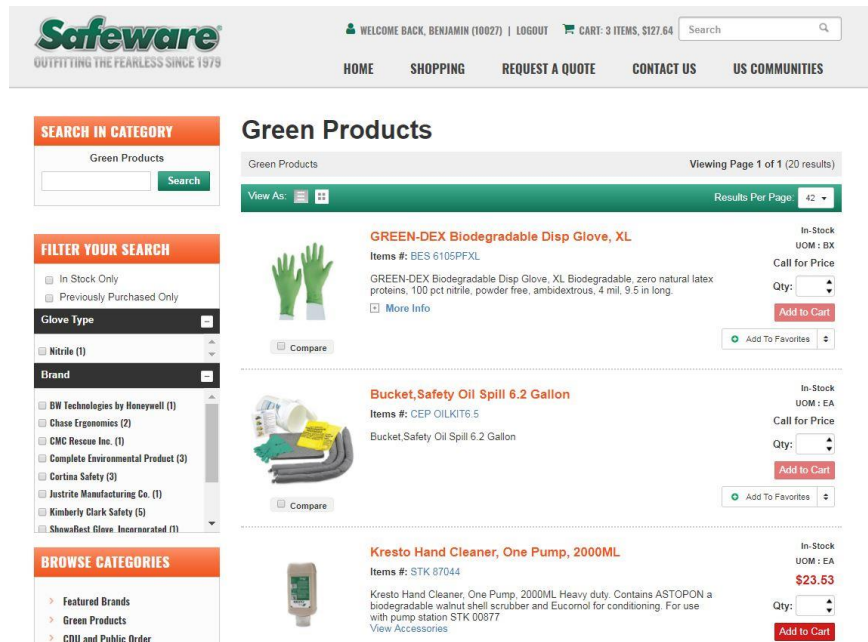 Safeware
OUTFITTING THE FEARLESS SINCE 1979
WELCOME BACK, BENJAMIN (10027) | LOGOUT CART: 3 ITEMS, $127.64 Search
HOME SHOPPING REQUEST A QUOTE CONTACT US US COMMUNITIES
SEARCH IN CATEGORY
Green Products
Search
FILTER YOUR SEARCH
In Stock Only
Previously Purchased Only
Glove Type
Nitrile (1)
Brand
BW Technologies by Honeywell (1)
Chase Ergonomics (2)
CMC Rescue Inc. (1)
Complete Environmental Product (3)
Cortina Safety (3)
Justrite Manufacturing Co. (1)
Kimberly Clark Safety (5)
ShowaBest Glove, Incorporated (1)
BROWSE CATEGORIES
Featured Brands
Green Products
CDU and Public Order
Green Products
Green Products Viewing Page 1 of 1 (20 results)
View As: Results Per Page: 42
GREEN-DEX Biodegradable Disp Glove, XL
Items #: BES 6105PFXL
GREEN-DEX Biodegradable Disp Glove, XL Biodegradable, zero natural latex
proteins, 100 pct nitrile, powder free, ambidextrous, 4 mil, 9.5 in long.
More Info
Compare
In-Stock
UOM : BX
Call for Price
Qty:
Add to Cart
Add To Favorites
Bucket,Safety Oil Spill 6.2 Gallon
Items #: CEP OILKIT6.5
Bucket,Safety Oil Spill 6.2 Gallon
Compare
In-Stock
UOM : EA
Call for Price
Qty:
Add to Cart
Add To Favorites
Kresto Hand Cleaner, One Pump, 2000ML
Items #: STK 87044
Kresto Hand Cleaner, One Pump, 2000ML Heavy duty. Contains ASTOPON a
biodegradable walnut shell scrubber and Eucornol for conditioning. For use
with pump station STK 00877
View Accessories
In-Stock
UOM : EA
$23.53
Qty:
Add to Cart